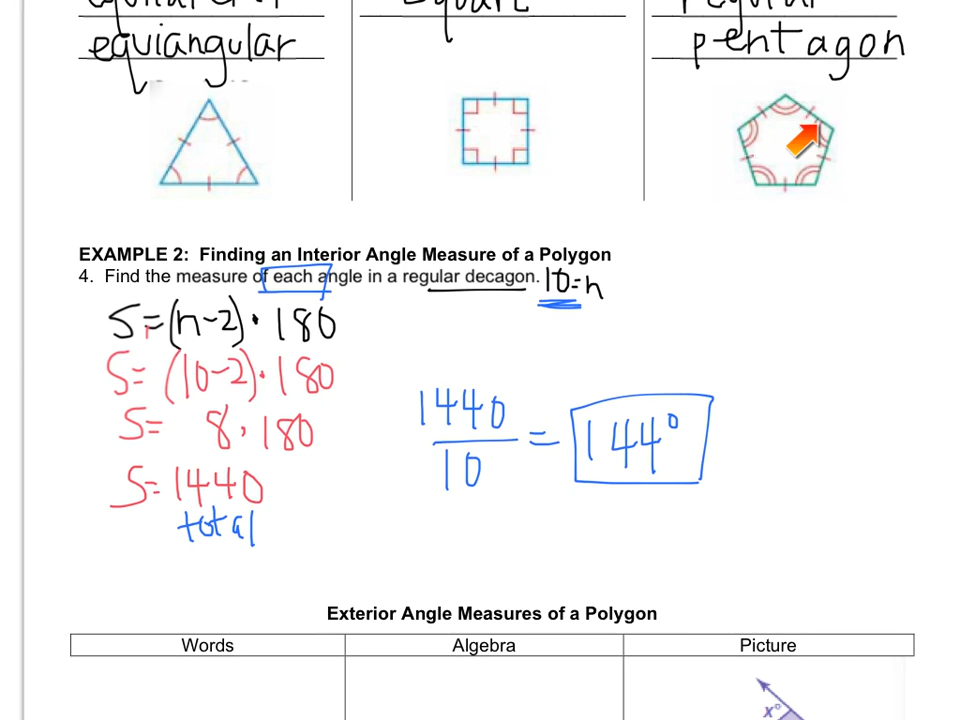 equiangular
pentagon
EXAMPLE 2: Finding an Interior Angle Measure of a Polygon
4. Find the measure of each angle in a regular decagon. 10=n
S=(n-2)·180
S=(10-2)·180
S= 8·180
S=1440
total
1440
10
= 144°
Exterior Angle Measures of a Polygon
Words Algebra Picture
x°